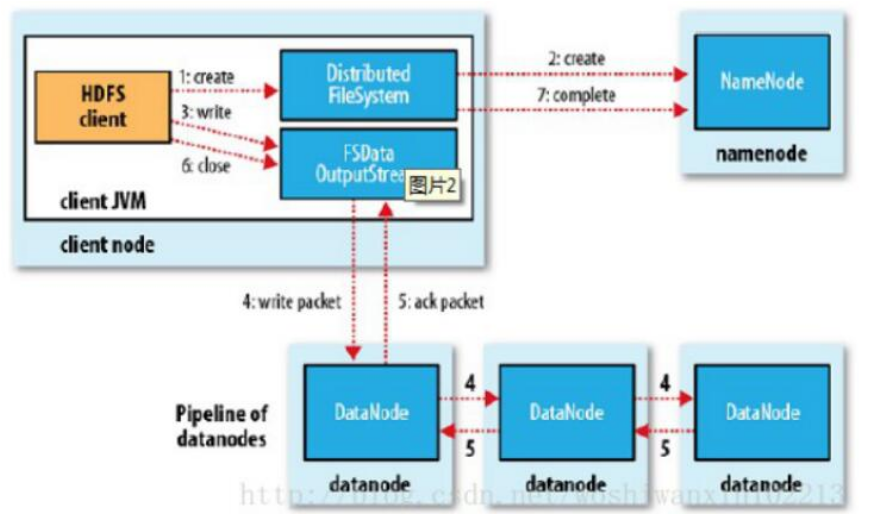 HDFS
client
1: create
3: write
6: close
Distributed
FileSystem
FSData
OutputStrea
图片2
client JVM
client node
2: create
7: complete
NameNode
namenode
4: write packet
5: ack packet
Pipeline of
datanodes
DataNode
4
5
DataNode
4
5
DataNode
datanode
datanode
datanode